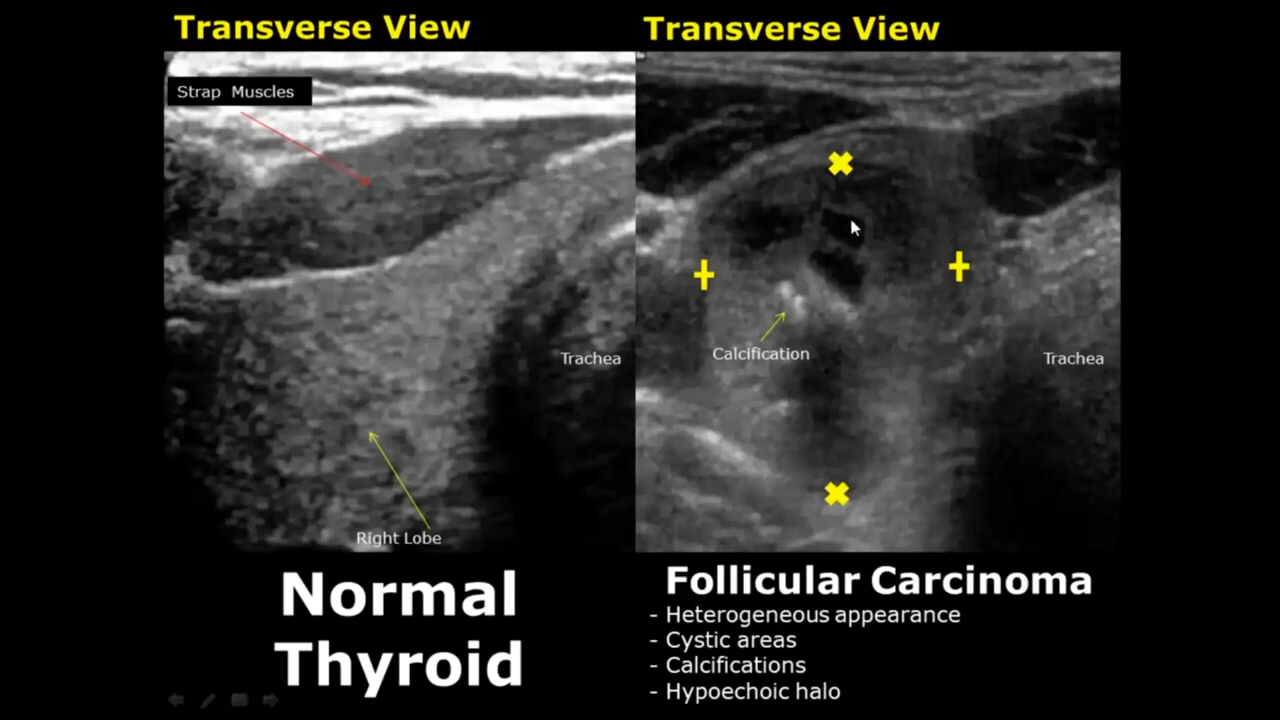 Transverse View
Strap Muscles
Trachea
Right Lobe
Normal
Thyroid
Transverse View
Calcification
Trachea
Follicular Carcinoma
- Heterogeneous appearance
- Cystic areas
- Calcifications
- Hypoechoic halo